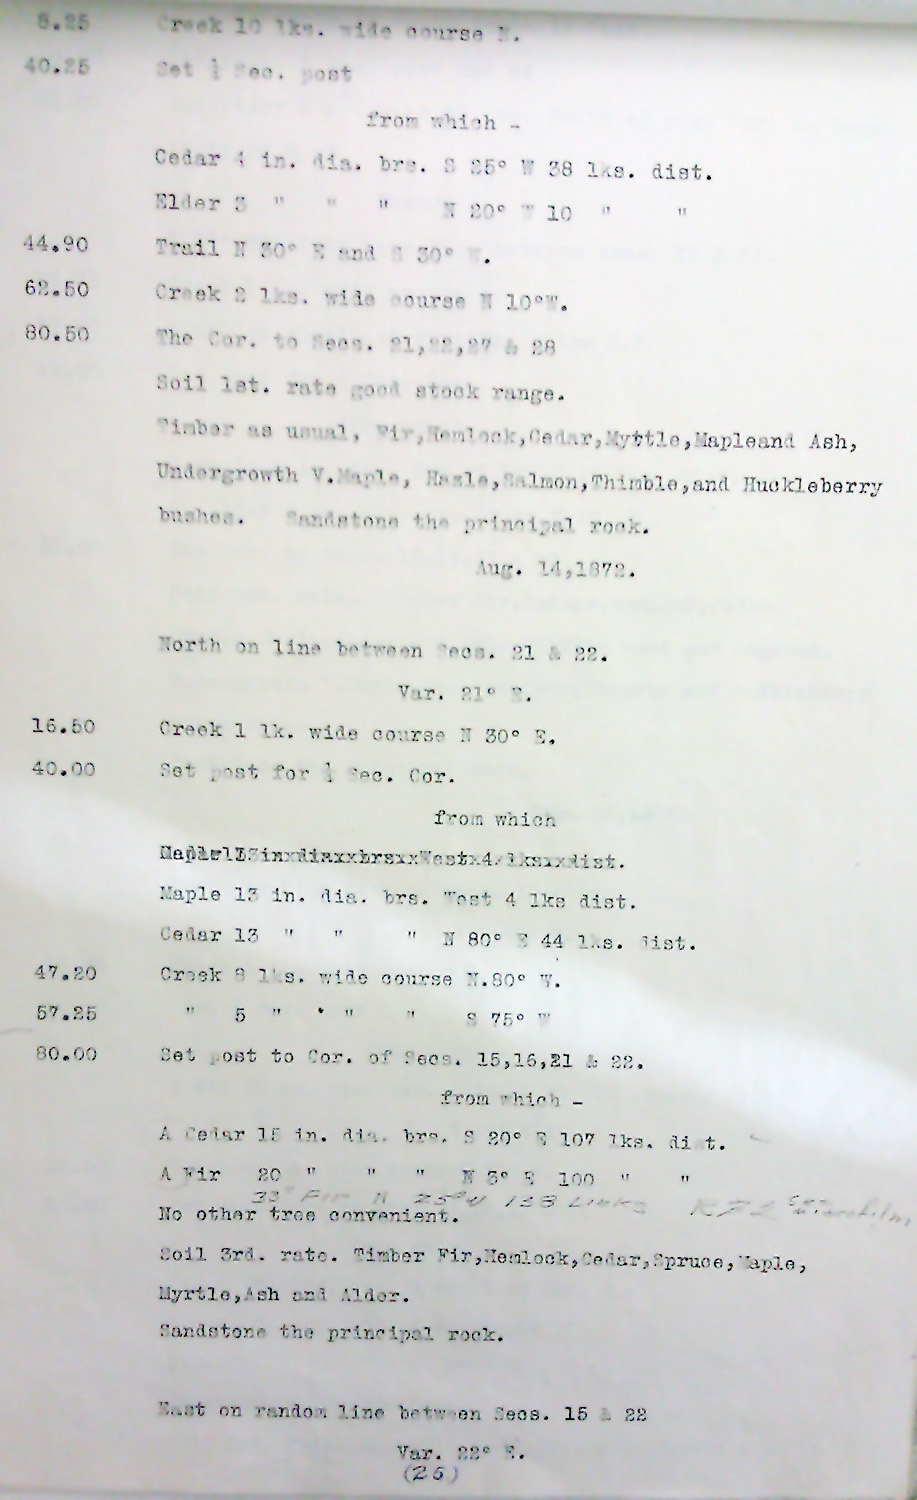 8.25 Creek 10 lks. wide course N.
40.25 Set ¼ Sec. post
from which -
Cedar 4 in. dia. brs. S 25° W 38 lks. dist.
Elder 3 " " " N 20° W 10 " "
44.90 Trail N 30° E and S 30° W.
62.50 Creek 2 lks. wide course N 10°W.
80.50 The Cor. to Secs. 21,22,27 & 28
Soil 1st. rate good stock range.
Timber as usual, Fir,Hemlock,Cedar,Myttle,Mapleand Ash,
Undergrowth V.Maple, Hazle,Salmon,Thimble,and Huckleberry
bushes. Sandstone the principal rock.
Aug. 14,1872.
North on line between Secs. 21 & 22.
Var. 21° E.
16.50 Creek 1 lk. wide course N 30° E.
40.00 Set post for ¼ Sec. Cor.
from which
dist.
Maple 13 in. dia. brs. West 4 lks dist.
Cedar 13 " " " N 80° E 44 lks. dist.
47.20 Creek 8 lks. wide course N.80° W.
57.25 " 5 " " " S 75° W
80.00 Set post to Cor. of Secs. 15,16,21 & 22.
from which -
A Cedar 15 in. dia. brs. S 20° E 107 lks. dist.
A Fir 20 " " " N 3° E 100 " "
33" Fir N 25°W 133 Links
No other tree convenient.
Soil 3rd. rate. Timber Fir,Hemlock,Cedar,Spruce,Maple,
Myrtle,Ash and Alder.
Sandstone the principal rock.
East on random line between Secs. 15 & 22
Var. 22° E.
(25)